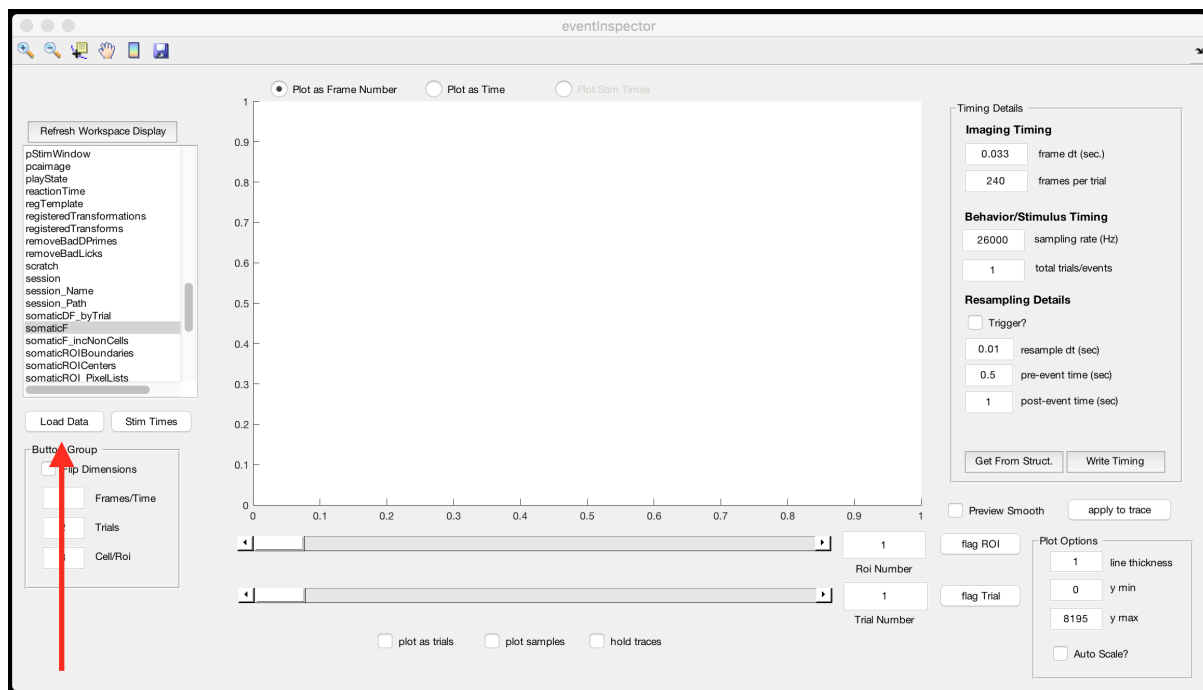 eventInspector
Plot as Frame Number
Plot as Time
Plot Stim Times
Refresh Workspace Display
pStimWindow
pcaimage
playState
reactionTime
regTemplate
registeredTransformations
registeredTransforms
removeBadDPrimes
removeBadLicks
scratch
session
session_Name
session_Path
somaticDF_byTrial
somaticF
somaticF_incNonCells
somaticROIBoundaries
somaticROICenters
somaticROI_PixelLists
Load Data
Stim Times
Button Group
Flip Dimensions
Frames/Time
2 Trials
Cell/Roi
1
0.9
0.8
0.7
0.6
0.5
0.4
0.3
0.2
0.1
0
0 0.1 0.2 0.3 0.4 0.5 0.6 0.7 0.8 0.9 1
1
Roi Number
flag ROI
1
Trial Number
flag Trial
plot as trials
plot samples
hold traces
Timing Details
Imaging Timing
0.033 frame dt (sec.)
240 frames per trial
Behavior/Stimulus Timing
26000 sampling rate (Hz)
1 total trials/events
Resampling Details
Trigger?
0.01 resample dt (sec)
0.5 pre-event time (sec)
1 post-event time (sec)
Get From Struct.
Write Timing
Preview Smooth
apply to trace
Plot Options
1 line thickness
0 y min
8195 y max
Auto Scale?